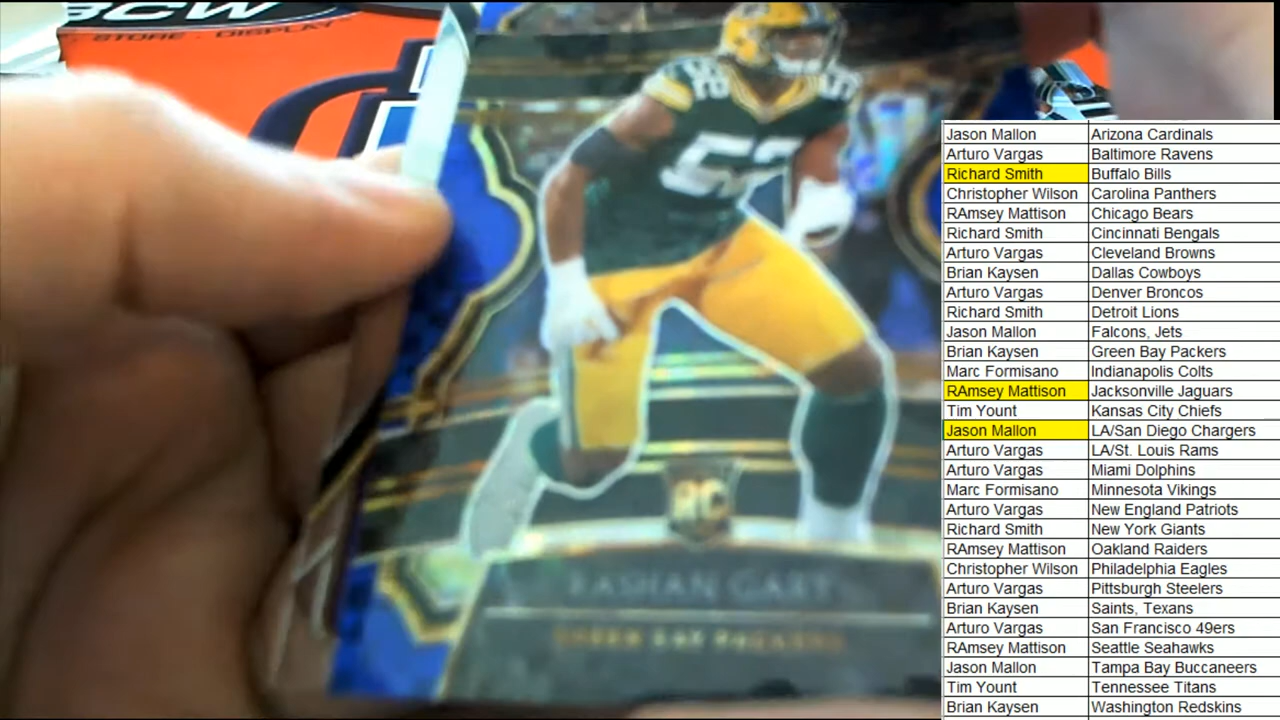 BCW
STORE · DISPLAY
52
RC
RASHAN GARY
GREEN BAY PACKERS
Jason Mallon Arizona Cardinals
Arturo Vargas Baltimore Ravens
Richard Smith Buffalo Bills
Christopher Wilson Carolina Panthers
RAmsey Mattison Chicago Bears
Richard Smith Cincinnati Bengals
Arturo Vargas Cleveland Browns
Brian Kaysen Dallas Cowboys
Arturo Vargas Denver Broncos
Richard Smith Detroit Lions
Jason Mallon Falcons, Jets
Brian Kaysen Green Bay Packers
Marc Formisano Indianapolis Colts
RAmsey Mattison Jacksonville Jaguars
Tim Yount Kansas City Chiefs
Jason Mallon LA/San Diego Chargers
Arturo Vargas LA/St. Louis Rams
Arturo Vargas Miami Dolphins
Marc Formisano Minnesota Vikings
Arturo Vargas New England Patriots
Richard Smith New York Giants
RAmsey Mattison Oakland Raiders
Christopher Wilson Philadelphia Eagles
Arturo Vargas Pittsburgh Steelers
Brian Kaysen Saints, Texans
Arturo Vargas San Francisco 49ers
RAmsey Mattison Seattle Seahawks
Jason Mallon Tampa Bay Buccaneers
Tim Yount Tennessee Titans
Brian Kaysen Washington Redskins